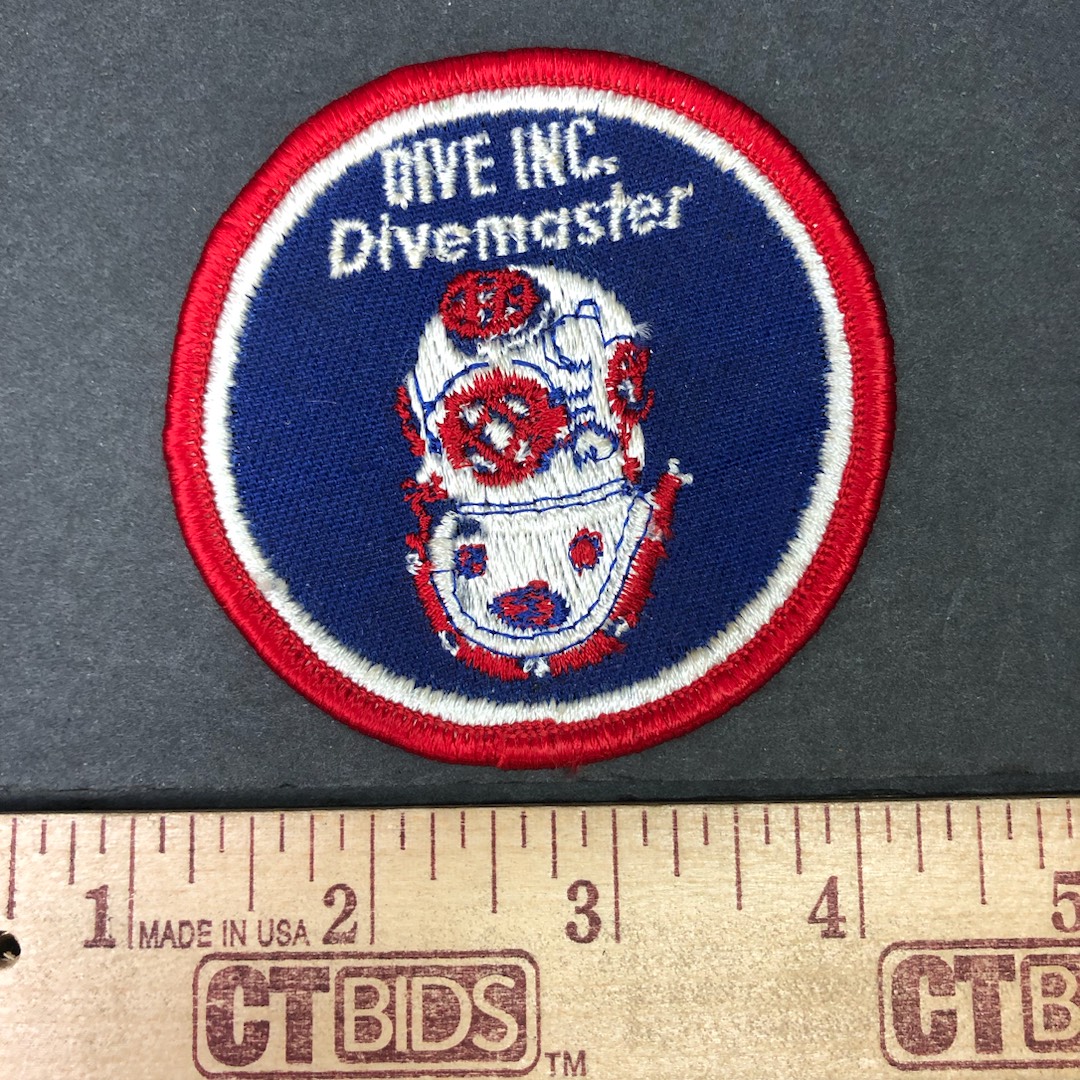 DIVE INC.
Divemaster
1 2 3 4 5
MADE IN USA
CTBIDS TM CTB